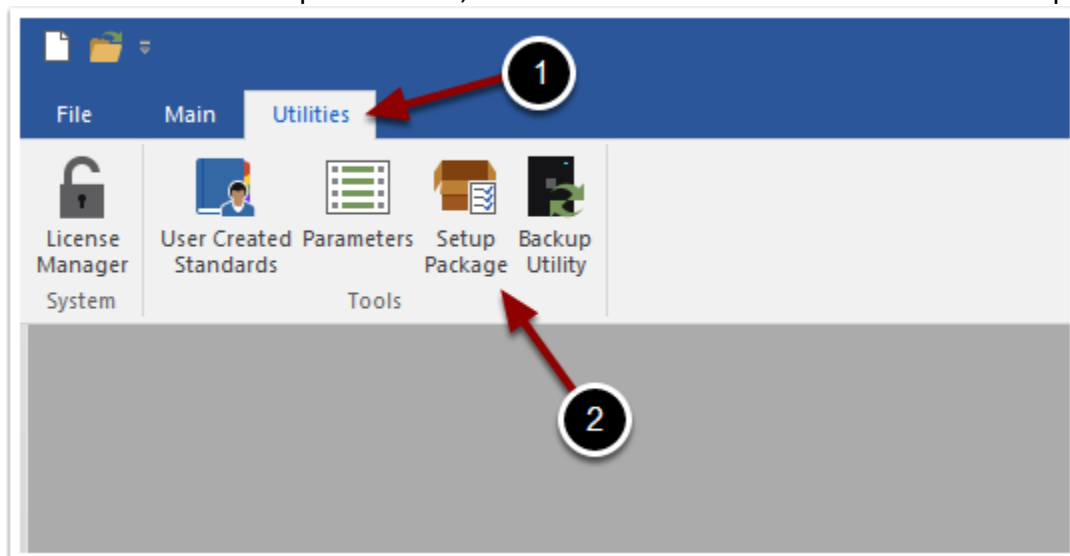 1
File Main Utilities
License Manager
User Created Standards
Parameters
Setup Package
Backup Utility
System Tools
2